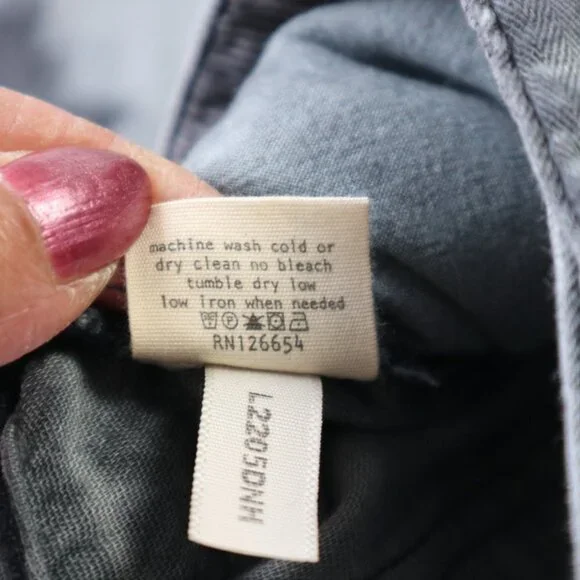 machine wash cold or
dry clean no bleach
tumble dry low
low iron when needed
RN126654
L2205DNH